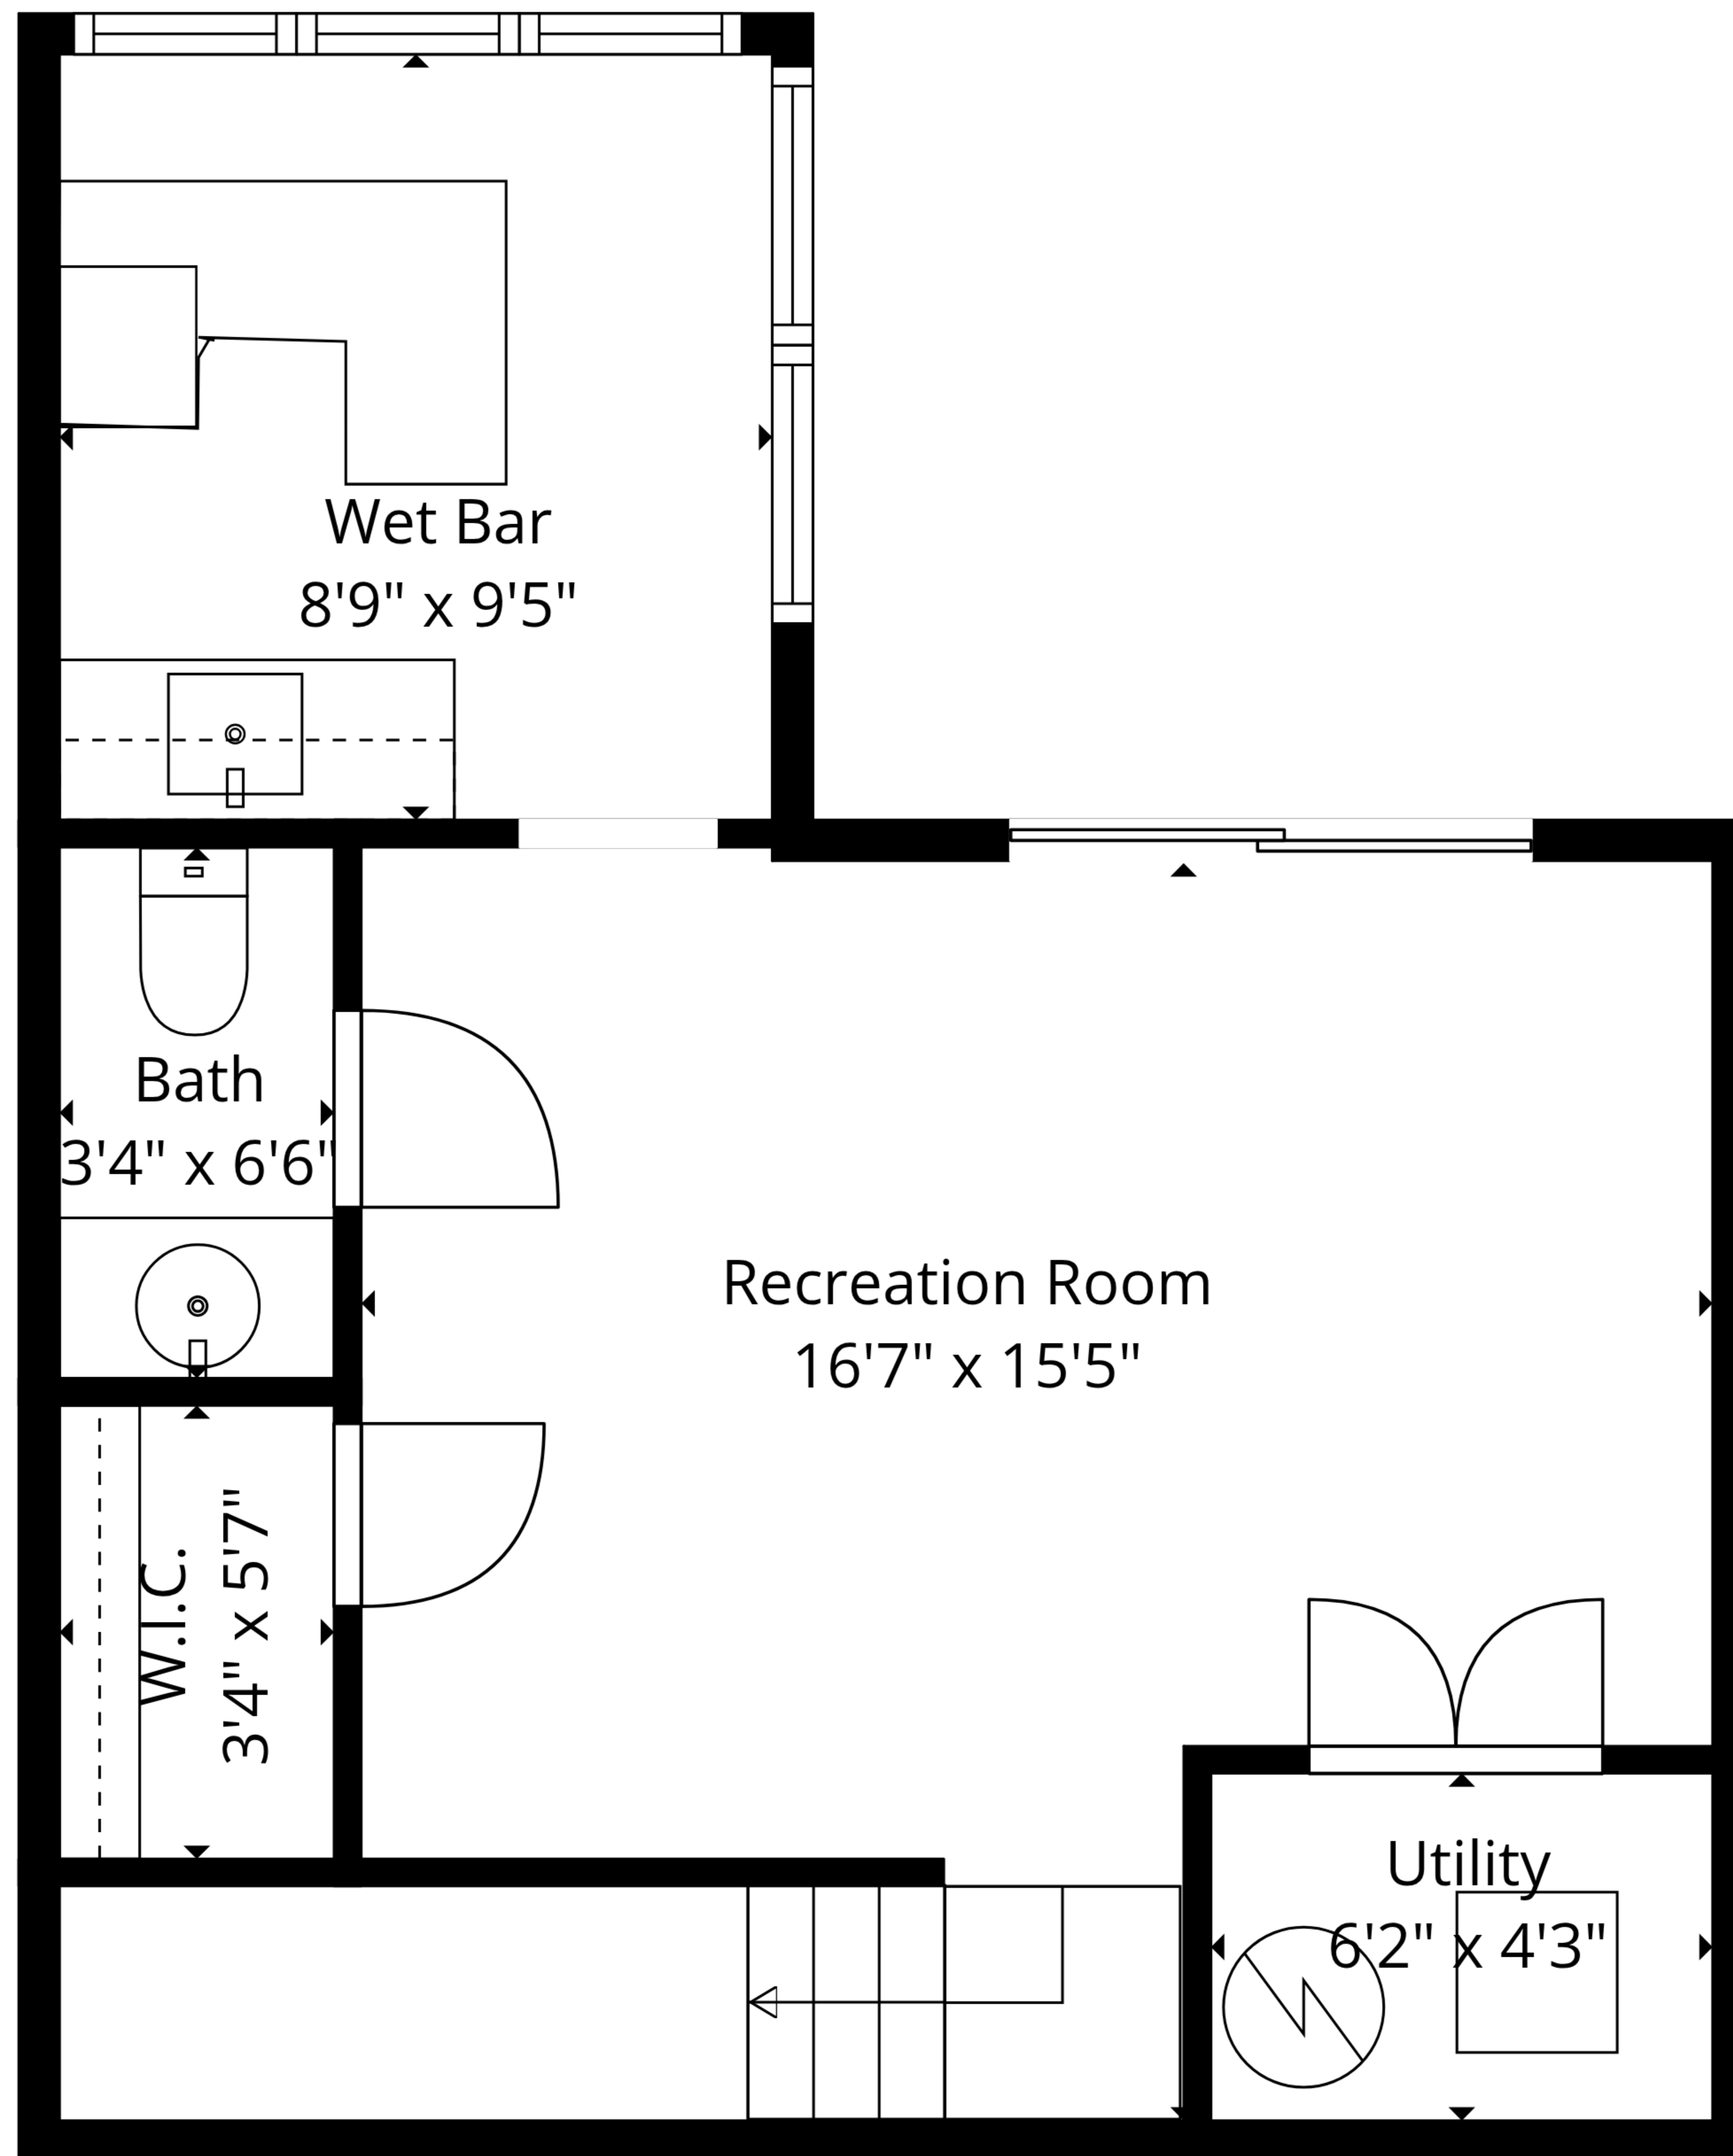 Wet Bar
8'9" x 9'5"
Bath
3'4" x 6'6"
Recreation Room
16'7" x 15'5"
W.I.C.
3'4" x 5'7"
Utility
6'2" x 4'3"